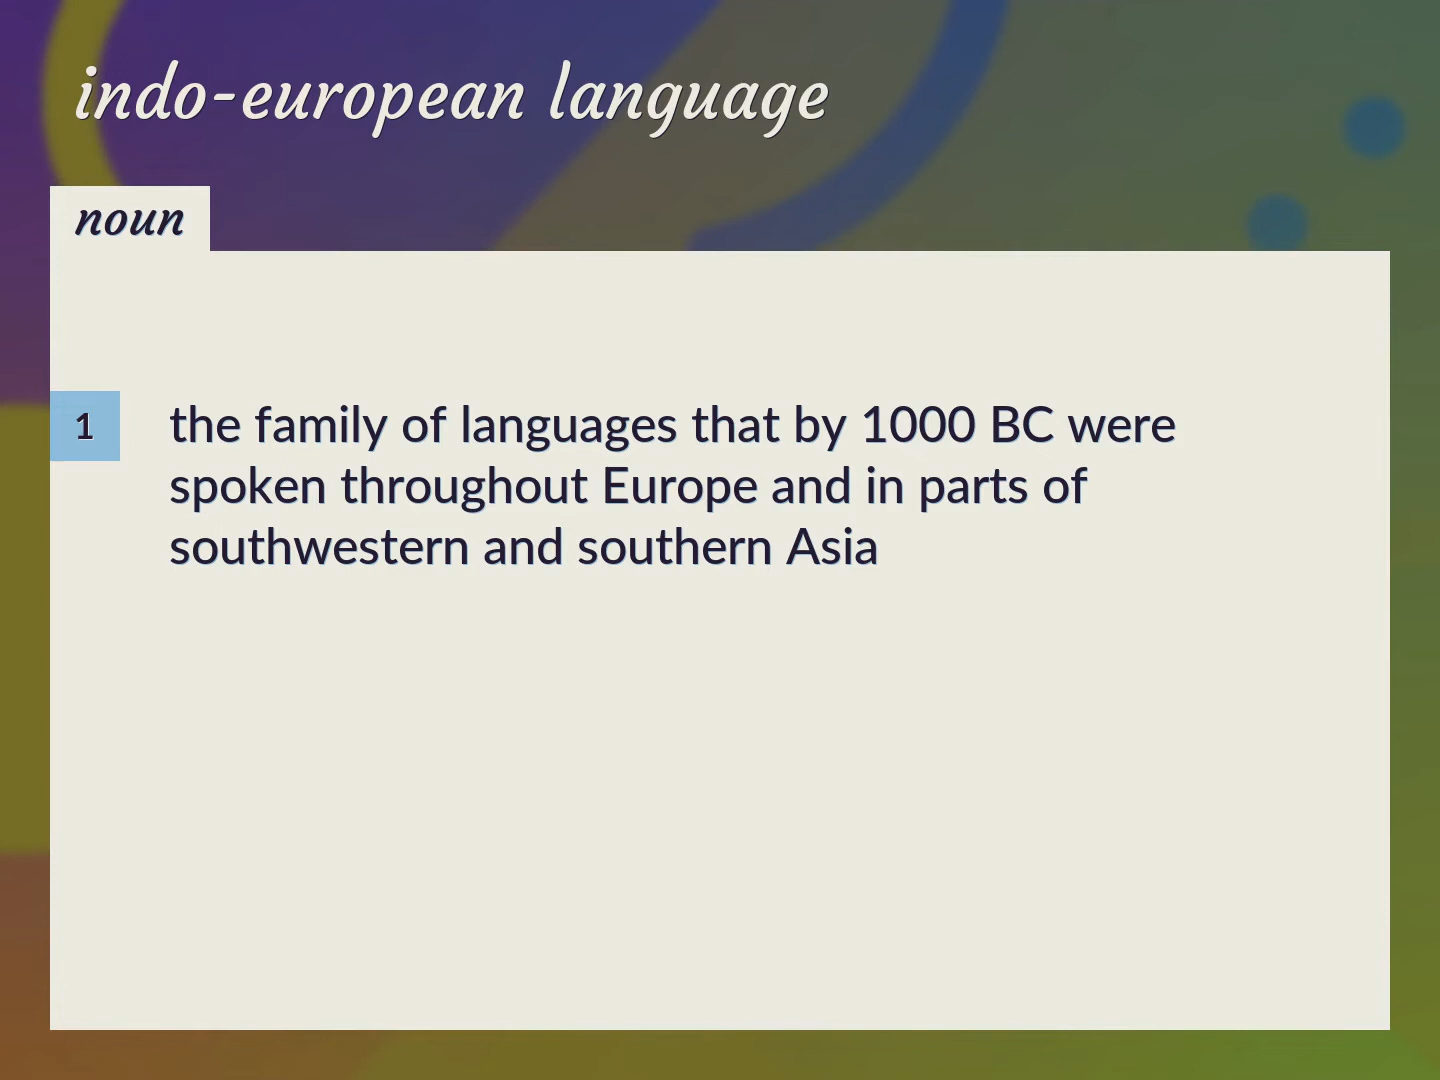 indo-european language
noun
1
the family of languages that by 1000 BC were
spoken throughout Europe and in parts of
southwestern and southern Asia